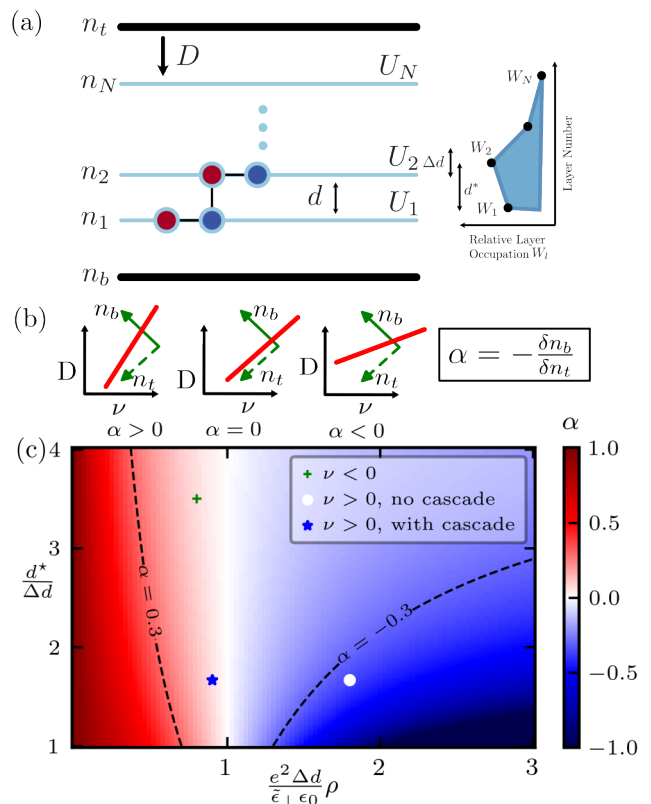 (a)
n_t
D
n_N
U_N
W_N
n_2
U_2
Δd
W_2
Layer Number
d
d*
n_1
U_1
W_1
Relative Layer
Occupation W_l
n_b
(b)
n_b
n_b
n_b
D
D
D
n_t
n_t
n_t
α = − δn_b / δn_t
ν
ν
ν
α > 0
α = 0
α < 0
(c)
α
4
ν < 0
ν > 0, no cascade
ν > 0, with cascade
1.0
0.5
3
d⋆ / Δd
α = 0.3
0.0
2
α = −0.3
−0.5
1
−1.0
1
2
3
e² Δd / ε̃⊥ ϵ0 ρ